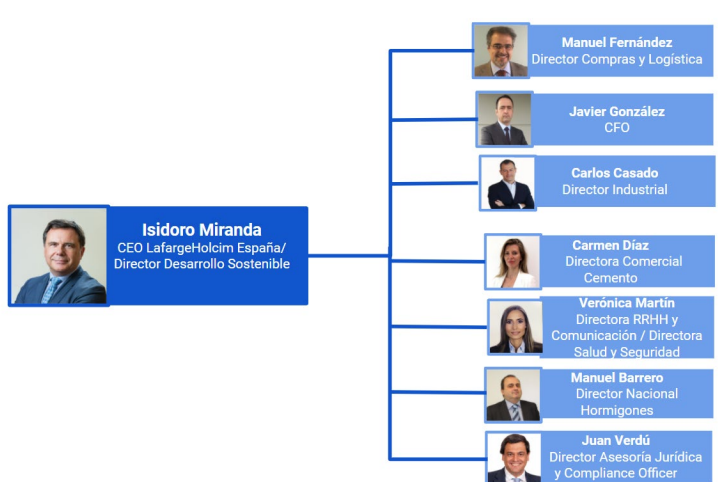 Isidoro Miranda
CEO LafargeHolcim España/
Director Desarrollo Sostenible
Manuel Fernández
Director Compras y Logística
Javier González
CFO
Carlos Casado
Director Industrial
Carmen Díaz
Directora Comercial
Cemento
Verónica Martín
Directora RRHH y
Comunicación / Directora
Salud y Seguridad
Manuel Barrero
Director Nacional
Hormigones
Juan Verdú
Director Asesoría Jurídica
y Compliance Officer